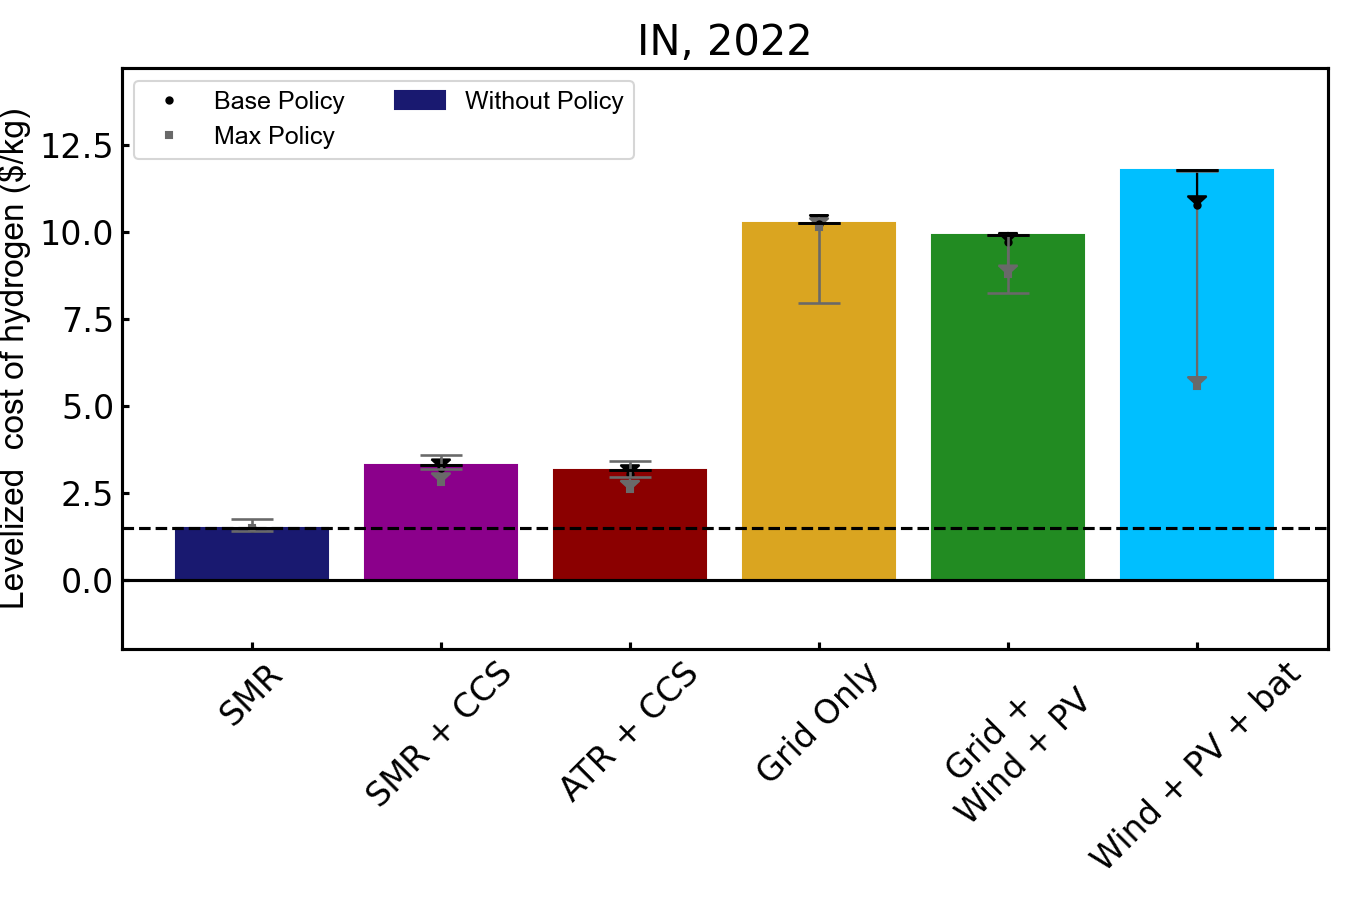 IN, 2022
Base Policy
Max Policy
Without Policy
Levelized  cost of hydrogen ($/kg)
12.5
10.0
7.5
5.0
2.5
0.0
SMR
SMR + CCS
ATR + CCS
Grid Only
Grid +
Wind + PV
Wind + PV + bat